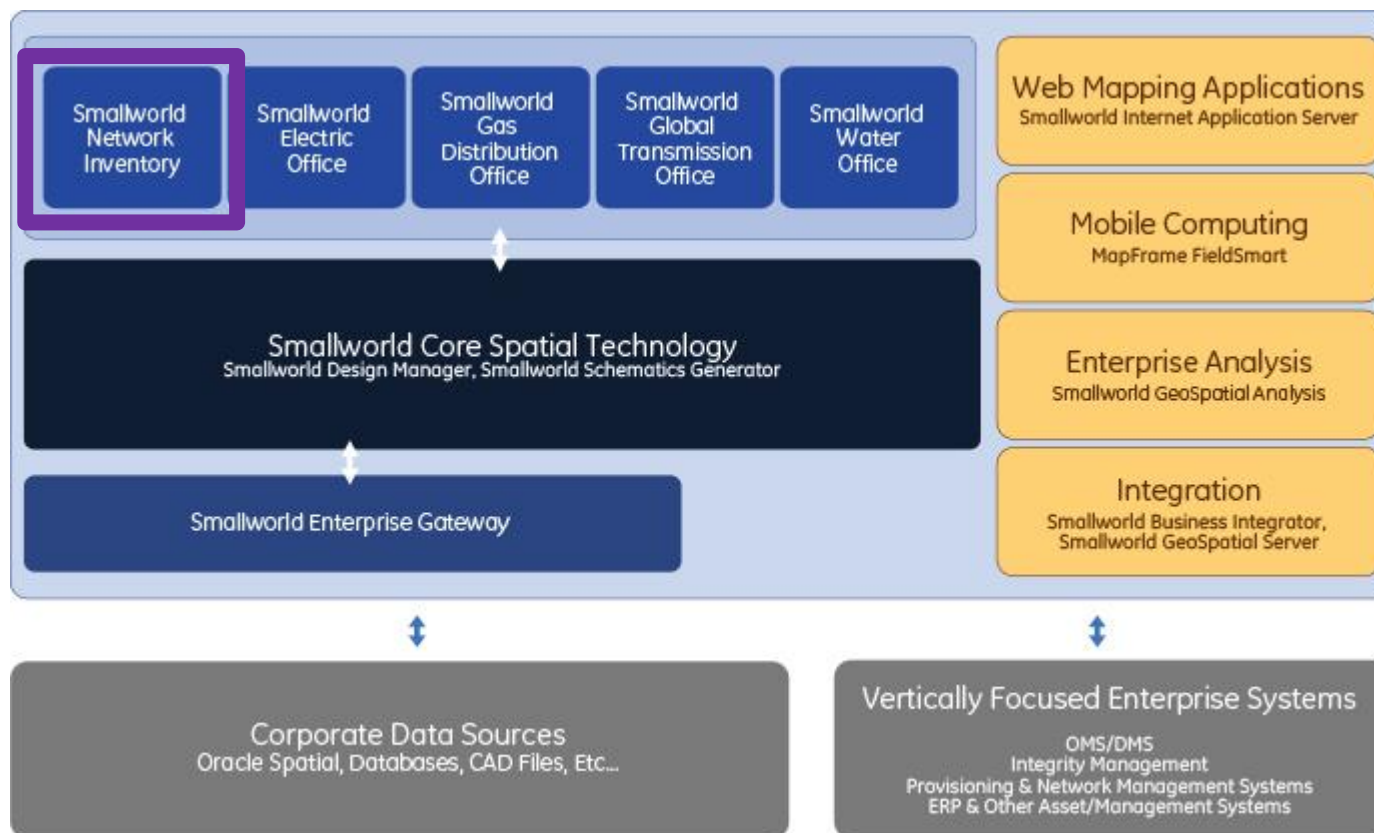 Smallworld
Network
Inventory
Smallworld
Electric
Office
Smallworld
Gas
Distribution
Office
Smallworld
Global
Transmission
Office
Smallworld
Water
Office
Web Mapping Applications
Smallworld Internet Application Server
Mobile Computing
MapFrame FieldSmart
Smallworld Core Spatial Technology
Smallworld Design Manager, Smallworld Schematics Generator
Enterprise Analysis
Smallworld GeoSpatial Analysis
Smallworld Enterprise Gateway
Integration
Smallworld Business Integrator,
Smallworld GeoSpatial Server
Corporate Data Sources
Oracle Spatial, Databases, CAD Files, Etc...
Vertically Focused Enterprise Systems
OMS/DMS
Integrity Management
Provisioning & Network Management Systems
ERP & Other Asset/Management Systems